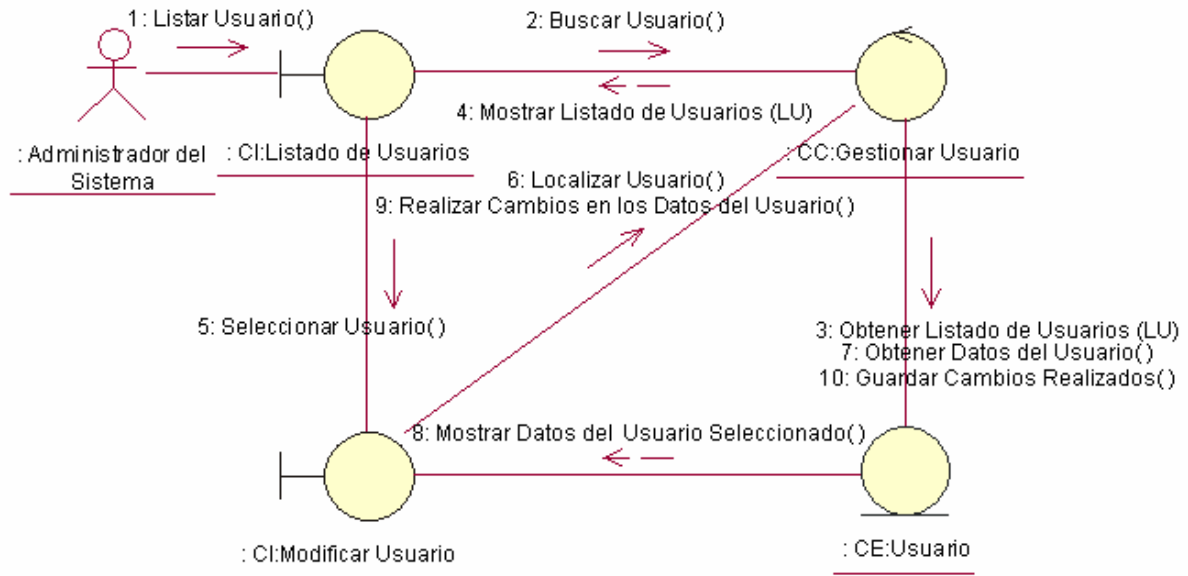 1: Listar Usuario()
2: Buscar Usuario()
4: Mostrar Listado de Usuarios (LU)
: Administrador del
Sistema
: CI:Listado de Usuarios
: CC:Gestionar Usuario
6: Localizar Usuario()
9: Realizar Cambios en los Datos del Usuario()
5: Seleccionar Usuario()
3: Obtener Listado de Usuarios (LU)
7: Obtener Datos del Usuario()
10: Guardar Cambios Realizados()
8: Mostrar Datos del Usuario Seleccionado()
: CI:Modificar Usuario
: CE:Usuario